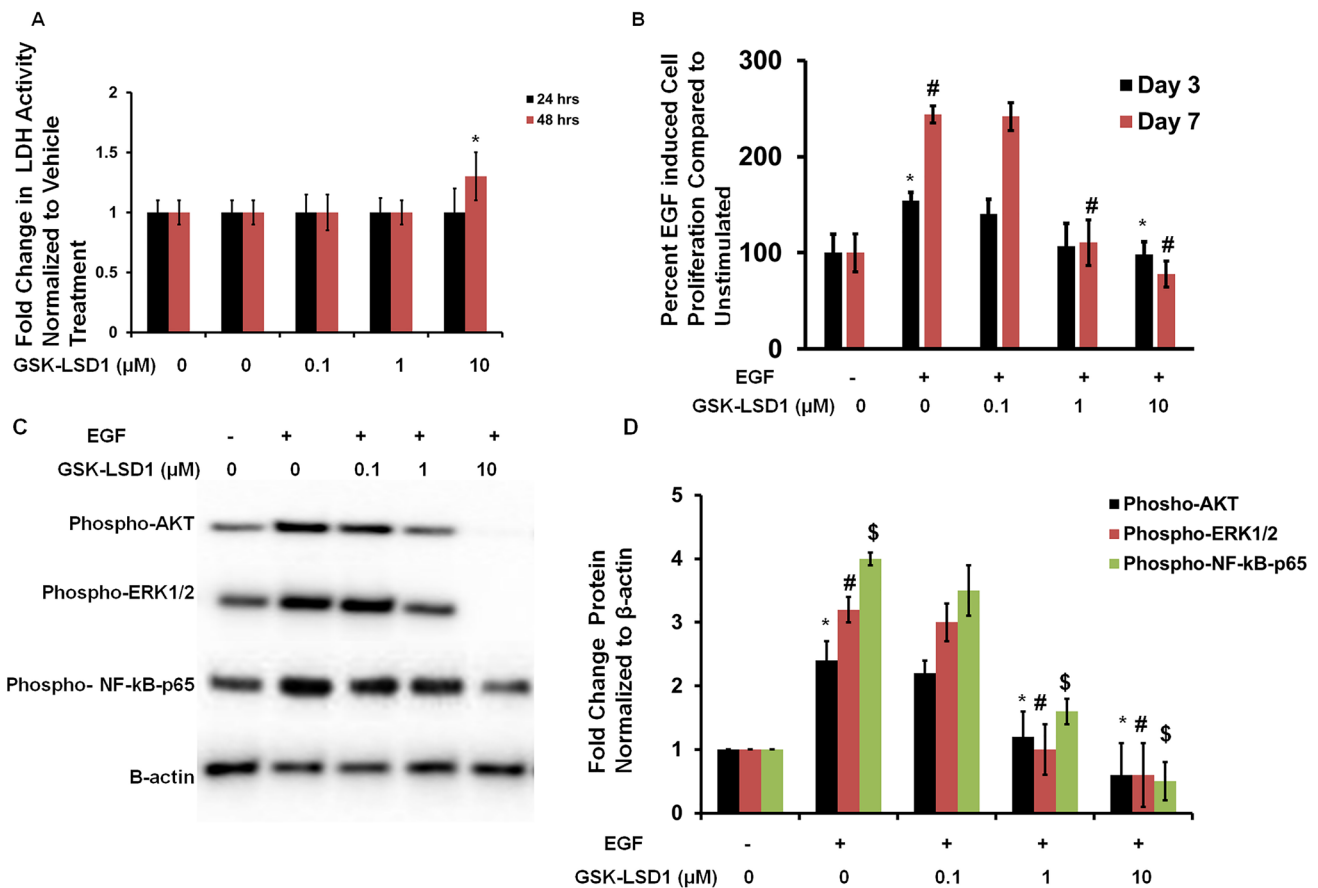 A
Fold Change in LDH Activity
Normalized to Vehicle
Treatment
2
1.5
1
0.5
0
*
24 hrs
48 hrs
GSK-LSD1 (µM) 0 0 0.1 1 10
B
Percent EGF induced Cell
Proliferation Compared to
Unstimulated
300
200
100
0
* # # * #
Day 3
Day 7
EGF - + + + +
GSK-LSD1 (µM) 0 0 0.1 1 10
C
EGF - + + + +
GSK-LSD1 (µM) 0 0 0.1 1 10
Phospho-AKT
Phospho-ERK1/2
Phospho- NF-kB-p65
B-actin
D
Fold Change Protein
Normalized to β-actin
5
4
3
2
1
0
* # $ * # $ * # $
Phosho-AKT
Phospho-ERK1/2
Phospho-NF-kB-p65
EGF - + + + +
GSK-LSD1 (µM) 0 0 0.1 1 10